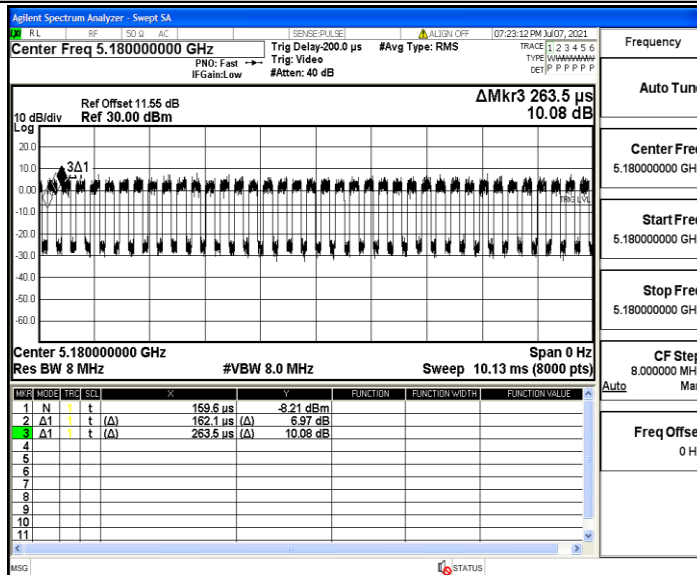 Agilent Spectrum Analyzer - Swept SA
RL RF 50 Ω AC SENSE:PULSE ALIGN OFF 07:23:12 PM Jul 07, 2021
Center Freq 5.180000000 GHz
PNO: Fast
IFGain:Low
Trig Delay-200.0 µs
Trig: Video
#Atten: 40 dB
#Avg Type: RMS
TRACE 1 2 3 4 5 6
TYPE
DET P P P P P P
ΔMkr3 263.5 µs
10.08 dB
Ref Offset 11.55 dB
10 dB/div Ref 30.00 dBm
Log
20.0
10.0
0.00
-10.0
-20.0
-30.0
-40.0
-50.0
-60.0
3Δ1
TRIG LVL
Center 5.180000000 GHz Span 0 Hz
Res BW 8 MHz #VBW 8.0 MHz Sweep 10.13 ms (8000 pts)
MKR MODE TRC SCL X Y FUNCTION FUNCTION WIDTH FUNCTION VALUE
1 N 1 t 159.6 µs -8.21 dBm
2 Δ1 1 t (Δ) 162.1 µs (Δ) 6.97 dB
3 Δ1 1 t (Δ) 263.5 µs (Δ) 10.08 dB
4
5
6
7
8
9
10
11
MSG STATUS
Frequency
Auto Tun
Center Fre
5.180000000 GH
Start Fre
5.180000000 GH
Stop Fre
5.180000000 GH
CF Step
8.000000 MH
Auto Ma
Freq Offse
0 H